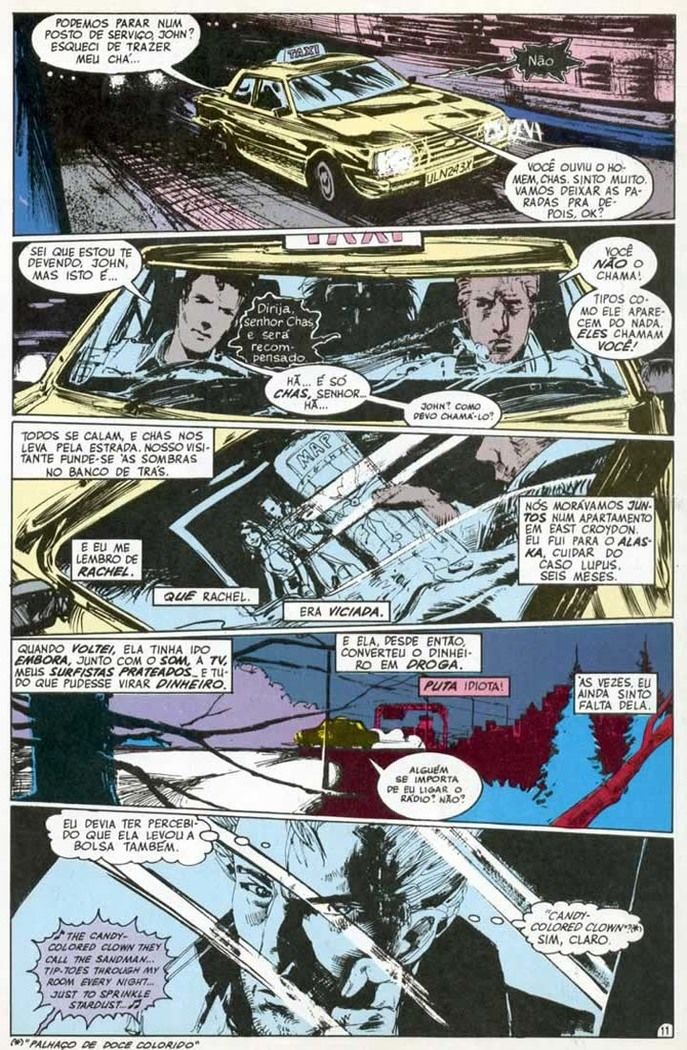 PODEMOS PARAR NUM
POSTO DE SERVIÇO, JOHN?
ESQUECI DE TRAZER
MEU CHÁ...
TAXI
Não
ULN293X
VOCÊ OUVIU O HO-
MEM, CHAS. SINTO MUITO.
VAMOS DEIXAR AS PA-
RADAS PRA DE-
POIS, OK?
SEI QUE ESTOU TE
DEVENDO, JOHN,
MAS ISTO É...
TAXI
VOCÊ
NÃO O
CHAMA!
TIPOS CO-
MO ELE APARE-
CEM DO NADA.
ELES CHAMAM
VOCÊ!
Dirija,
senhor Chas,
e será
recom-
pensado
HÃ... É SÓ
CHAS, SENHOR...
HÃ...
JOHN? COMO
DEVO CHAMÁ-LO?
TODOS SE CALAM, E CHAS NOS
LEVA PELA ESTRADA. NOSSO VISI-
TANTE FUNDE-SE ÀS SOMBRAS
NO BANCO DE TRÁS.
MAP
E EU ME
LEMBRO DE
RACHEL.
QUE RACHEL.
ERA VICIADA.
NÓS MORÁVAMOS JUN-
TOS NUM APARTAMENTO
EM EAST CROYDON.
EU FUI PARA O ALAS-
KA, CUIDAR DO
CASO LUPUS.
SEIS MESES.
QUANDO VOLTEI, ELA TINHA IDO
EMBORA, JUNTO COM O SOM, A TV,
MEUS SURFISTAS PRATEADOS... E TU-
DO QUE PUDESSE VIRAR DINHEIRO.
E ELA, DESDE ENTÃO,
CONVERTEU O DINHEI-
RO EM DROGA.
PUTA IDIOTA!
ÀS VEZES, EU
AINDA SINTO
FALTA DELA.
ALGUÉM
SE IMPORTA
DE EU LIGAR O
RÁDIO? NÃO?
EU DEVIA TER PERCEBI-
DO QUE ELA LEVOU A
BOLSA TAMBÉM.
♪ THE CANDY-
COLORED CLOWN THEY
CALL THE SANDMAN...
TIP-TOES THROUGH MY
ROOM EVERY NIGHT...
JUST TO SPRINKLE
STARDUST... ♫
"CANDY-
COLORED CLOWN"?(*)
SIM, CLARO.
11
(*) "PALHAÇO DE DOCE COLORIDO"